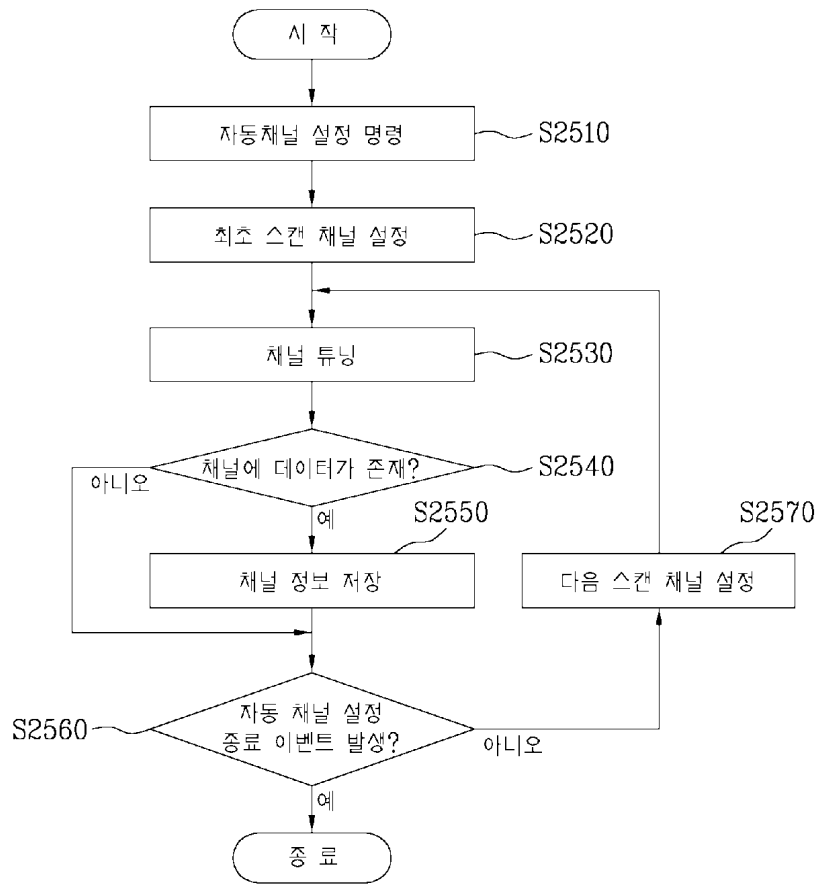 시 작
자동채널 설정 명령
S2510
최초 스캔 채널 설정
S2520
채널 튜닝
S2530
채널에 데이터가 존재?
S2540
아니오
예
S2550
채널 정보 저장
S2570
다음 스캔 채널 설정
S2560
자동 채널 설정
종료 이벤트 발생?
아니오
예
종 료